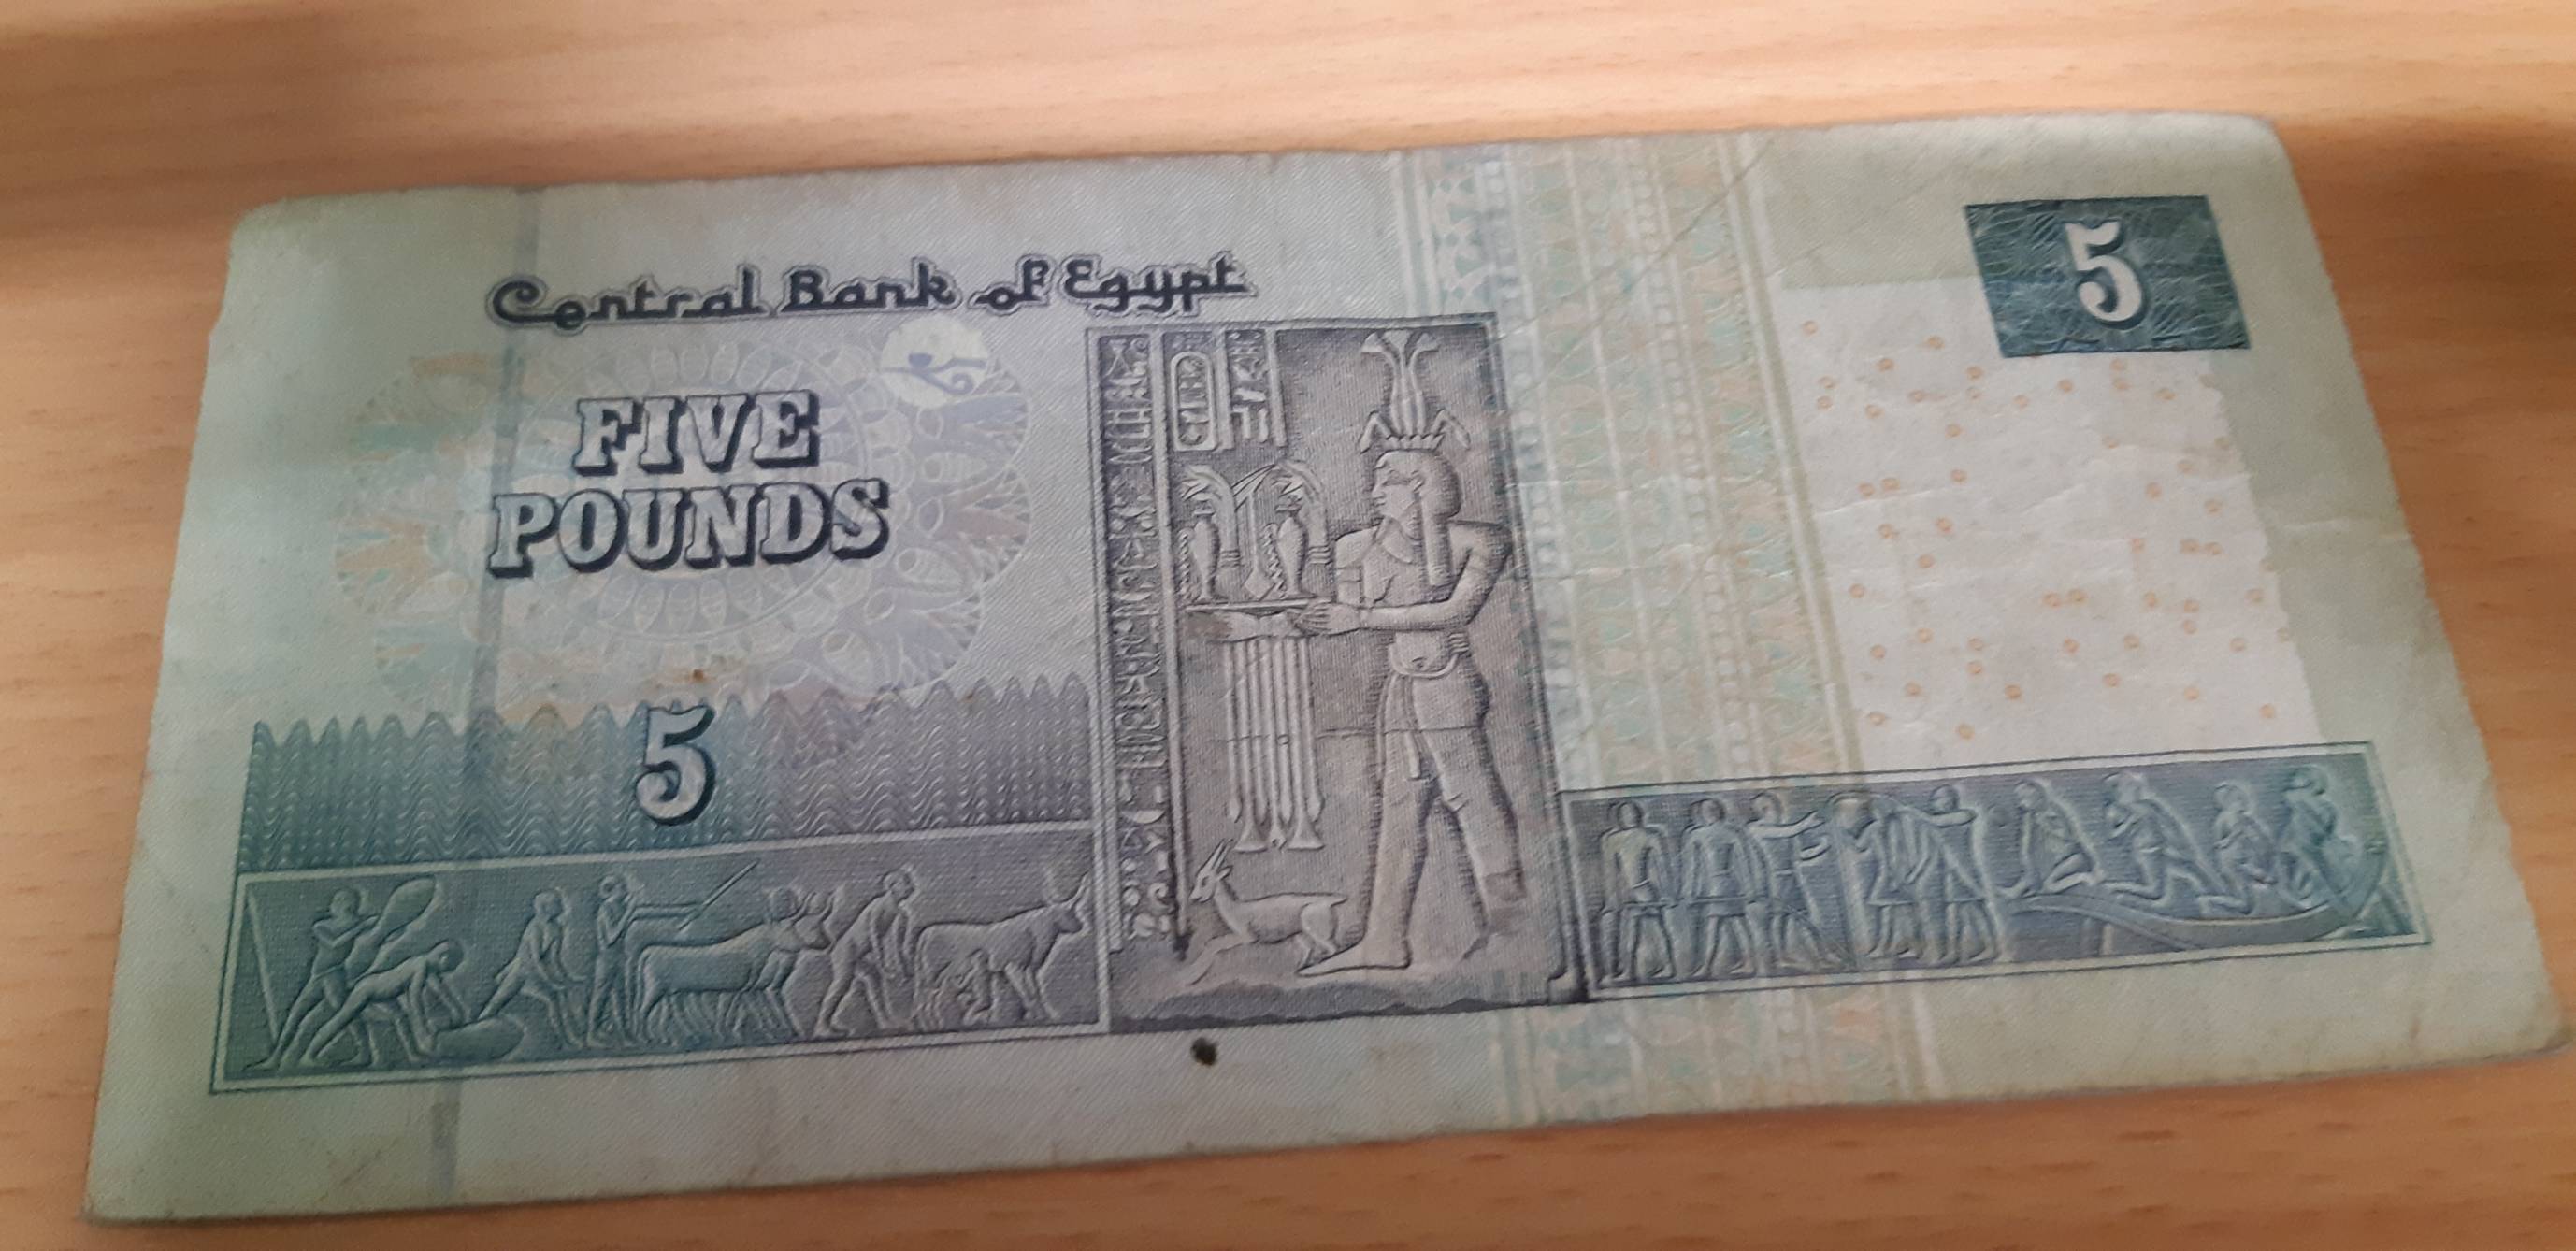 Central Bank of Egypt
5
FIVE
POUNDS
5